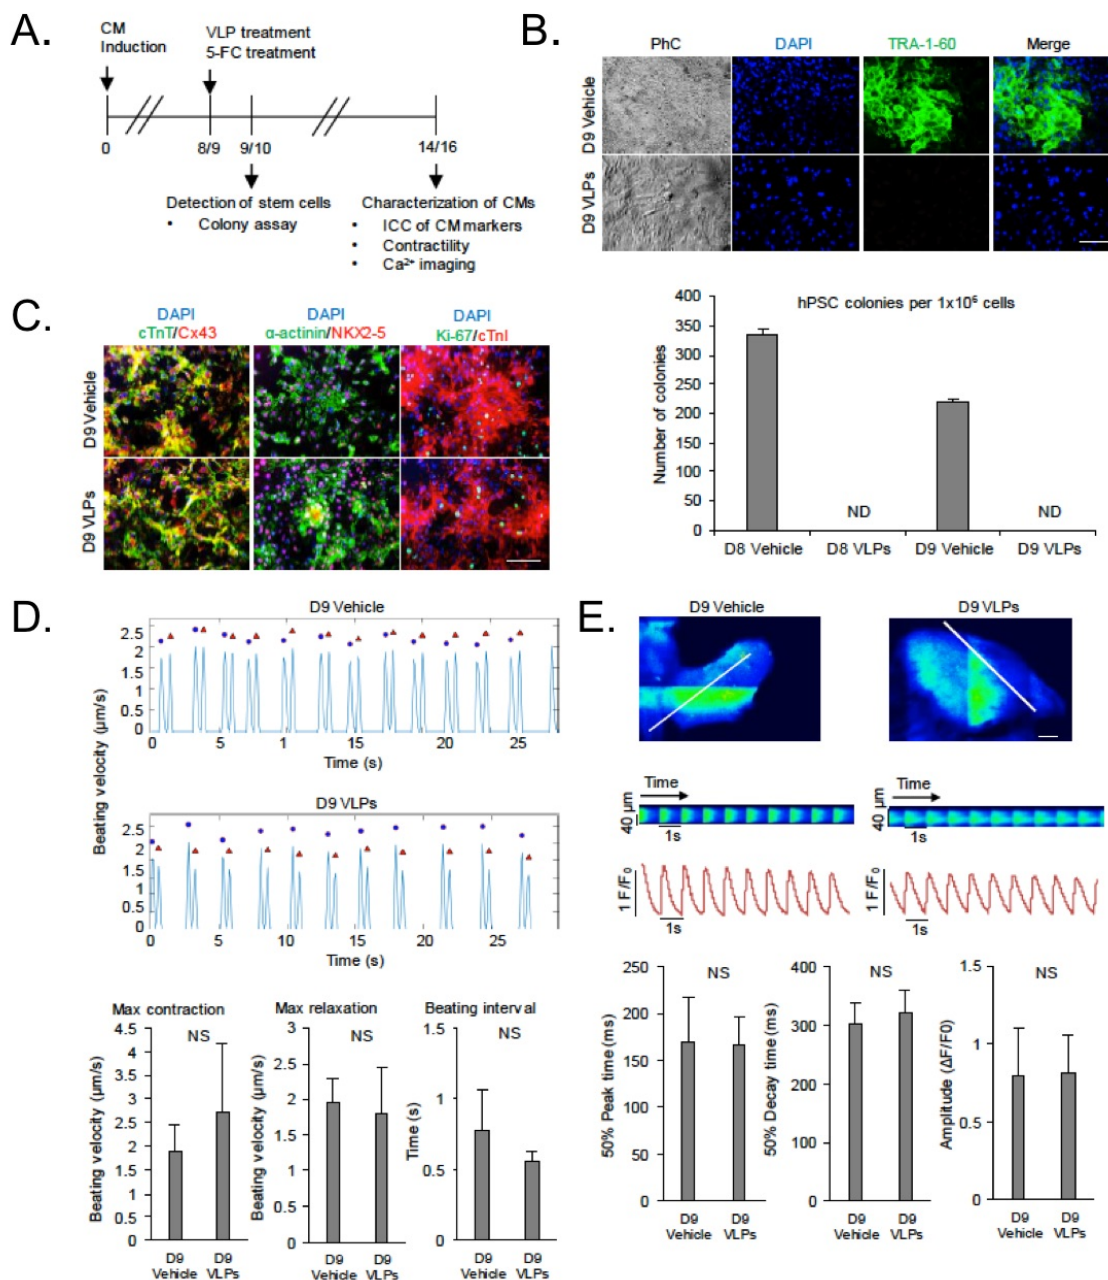 A.
CM
Induction
VLP treatment
5-FC treatment
0
8/9
9/10
14/16
Detection of stem cells
• Colony assay
Characterization of CMs
• ICC of CM markers
• Contractility
• Ca²⁺ imaging
B.
PhC
DAPI
TRA-1-60
Merge
D9 Vehicle
D9 VLPs
hPSC colonies per 1x10⁶ cells
Number of colonies
400
350
300
250
200
150
100
50
0
ND
ND
D8 Vehicle
D8 VLPs
D9 Vehicle
D9 VLPs
C.
DAPI
cTnT/Cx43
DAPI
α-actinin/NKX2-5
DAPI
Ki-67/cTnI
D9 Vehicle
D9 VLPs
D.
D9 Vehicle
2.5
2
1.5
1
0.5
0
0
5
1
15
20
25
Time (s)
Beating velocity (µm/s)
D9 VLPs
2.5
2
1.5
1
0.5
0
0
5
10
15
20
25
Time (s)
Max contraction
NS
Beating velocity (µm/s)
4.5
4
3.5
3
2.5
2
1.5
1
0.5
0
D9
Vehicle
D9
VLPs
Max relaxation
NS
Beating velocity (µm/s)
3
2.5
2
1.5
1
0.5
0
D9
Vehicle
D9
VLPs
Beating interval
NS
Time (s)
1.5
1
0.5
0
D9
Vehicle
D9
VLPs
E.
D9 Vehicle
D9 VLPs
Time
40 µm
1s
Time
40 µm
1s
1 F/F₀
1s
1 F/F₀
1s
NS
50% Peak time (ms)
250
200
150
100
50
0
D9
Vehicle
D9
VLPs
NS
50% Decay time (ms)
400
300
200
100
0
D9
Vehicle
D9
VLPs
NS
Amplitude (ΔF/F0)
1.5
1
0.5
0
D9
Vehicle
D9
VLPs